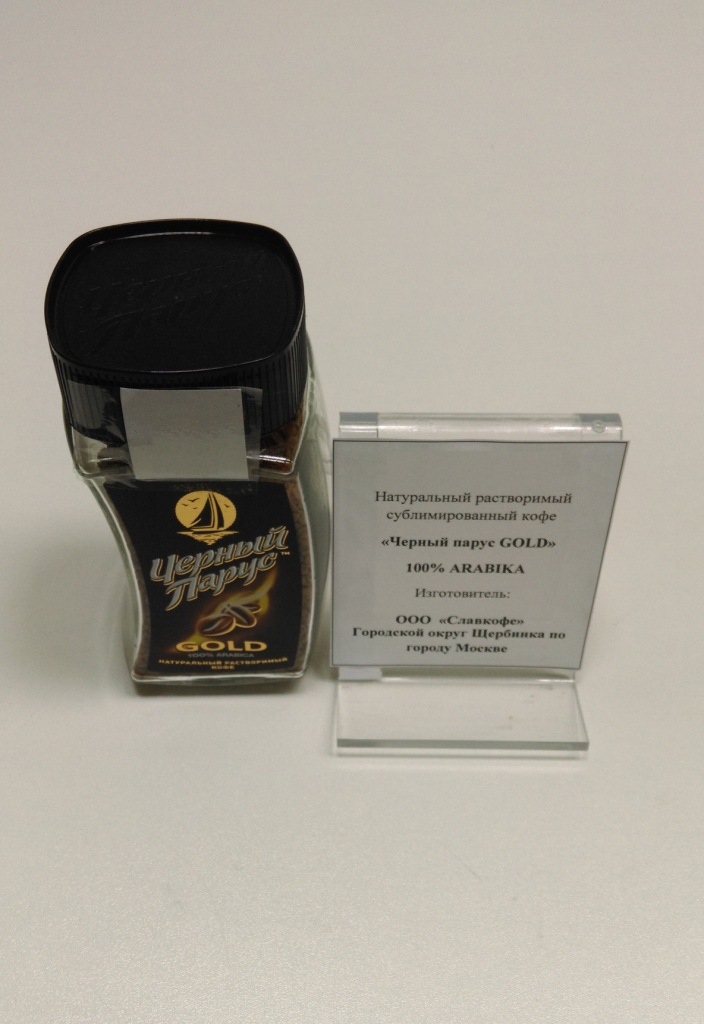 Черный
Парус™
GOLD
100% ARABICA
НАТУРАЛЬНЫЙ РАСТВОРИМЫЙ
КОФЕ
Натуральный растворимый
сублимированный кофе
«Черный парус GOLD»
100% ARABIKA
Изготовитель:
ООО «Славкофе»
Городской округ Щербинка по
городу Москве